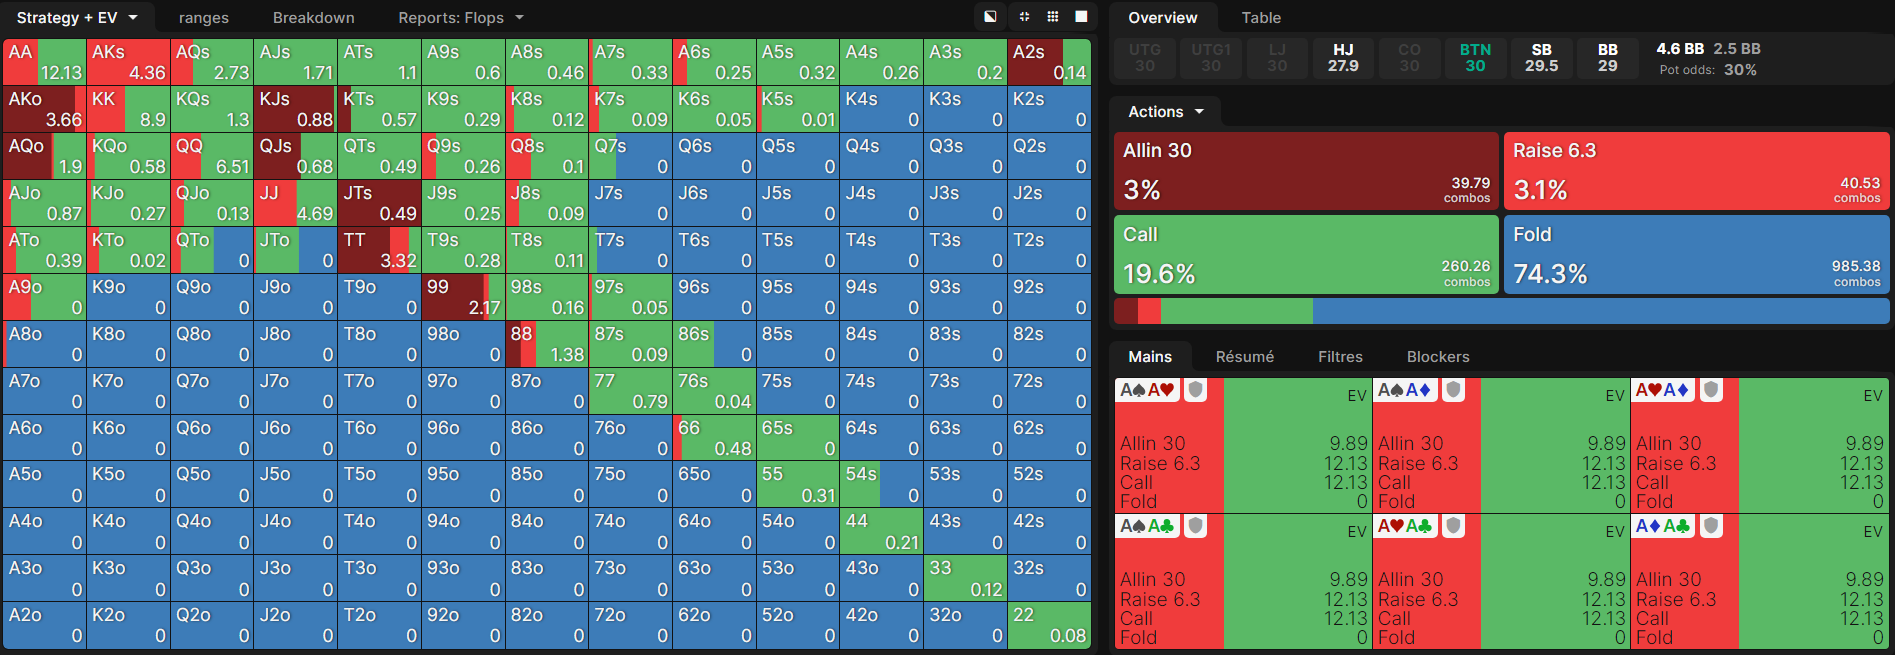 Strategy + EV ranges Breakdown Reports: Flops
AA AKs AQs AJs ATs A9s A8s A7s A6s A5s A4s A3s A2s
12.13 4.36 2.73 1.71 1.1 0.6 0.46 0.33 0.25 0.32 0.26 0.2 0.14
AKo KK KQs KJs KTs K9s K8s K7s K6s K5s K4s K3s K2s
3.66 8.9 1.3 0.88 0.57 0.29 0.12 0.09 0.05 0.01 0 0 0
AQo KQo QQ QJs QTs Q9s Q8s Q7s Q6s Q5s Q4s Q3s Q2s
1.9 0.58 6.51 0.68 0.49 0.26 0.1 0 0 0 0 0 0
AJo KJo QJo JJ JTs J9s J8s J7s J6s J5s J4s J3s J2s
0.87 0.27 0.13 4.69 0.49 0.25 0.09 0 0 0 0 0 0
ATo KTo QTo JTo TT T9s T8s T7s T6s T5s T4s T3s T2s
0.39 0.02 0 0 3.32 0.28 0.11 0 0 0 0 0 0
A9o K9o Q9o J9o T9o 99 98s 97s 96s 95s 94s 93s 92s
0 0 0 0 0 2.17 0.16 0.05 0 0 0 0 0
A8o K8o Q8o J8o T8o 98o 88 87s 86s 85s 84s 83s 82s
0 0 0 0 0 0 1.38 0.09 0 0 0 0 0
A7o K7o Q7o J7o T7o 97o 87o 77 76s 75s 74s 73s 72s
0 0 0 0 0 0 0 0.79 0.04 0 0 0 0
A6o K6o Q6o J6o T6o 96o 86o 76o 66 65s 64s 63s 62s
0 0 0 0 0 0 0 0 0.48 0 0 0 0
A5o K5o Q5o J5o T5o 95o 85o 75o 65o 55 54s 53s 52s
0 0 0 0 0 0 0 0 0 0.31 0 0 0
A4o K4o Q4o J4o T4o 94o 84o 74o 64o 54o 44 43s 42s
0 0 0 0 0 0 0 0 0 0 0.21 0 0
A3o K3o Q3o J3o T3o 93o 83o 73o 63o 53o 43o 33 32s
0 0 0 0 0 0 0 0 0 0 0 0.12 0
A2o K2o Q2o J2o T2o 92o 82o 72o 62o 52o 42o 32o 22
0 0 0 0 0 0 0 0 0 0 0 0 0.08
Overview Table
UTG UTG1 LJ HJ CO BTN SB BB 4.6 BB 2.5 BB
30 30 30 27.9 30 30 29.5 29 Pot odds: 30%
Actions
Allin 30 Raise 6.3
3% 39.79 combos 3.1% 40.53 combos
Call Fold
19.6% 260.26 combos 74.3% 985.38 combos
Mains Résumé Filtres Blockers
A♠A♥ EV A♠A♦ EV A♥A♦ EV
Allin 30 9.89 Allin 30 9.89 Allin 30 9.89
Raise 6.3 12.13 Raise 6.3 12.13 Raise 6.3 12.13
Call 12.13 Call 12.13 Call 12.13
Fold 0 Fold 0 Fold 0
A♠A♣ EV A♥A♣ EV A♦A♣ EV
Allin 30 9.89 Allin 30 9.89 Allin 30 9.89
Raise 6.3 12.13 Raise 6.3 12.13 Raise 6.3 12.13
Call 12.13 Call 12.13 Call 12.13
Fold 0 Fold 0 Fold 0